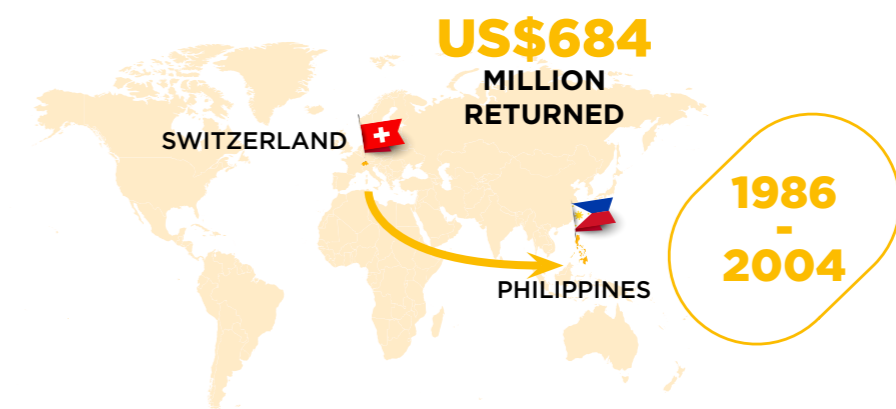 US$684
MILLION
RETURNED
SWITZERLAND
PHILIPPINES
1986
-
2004